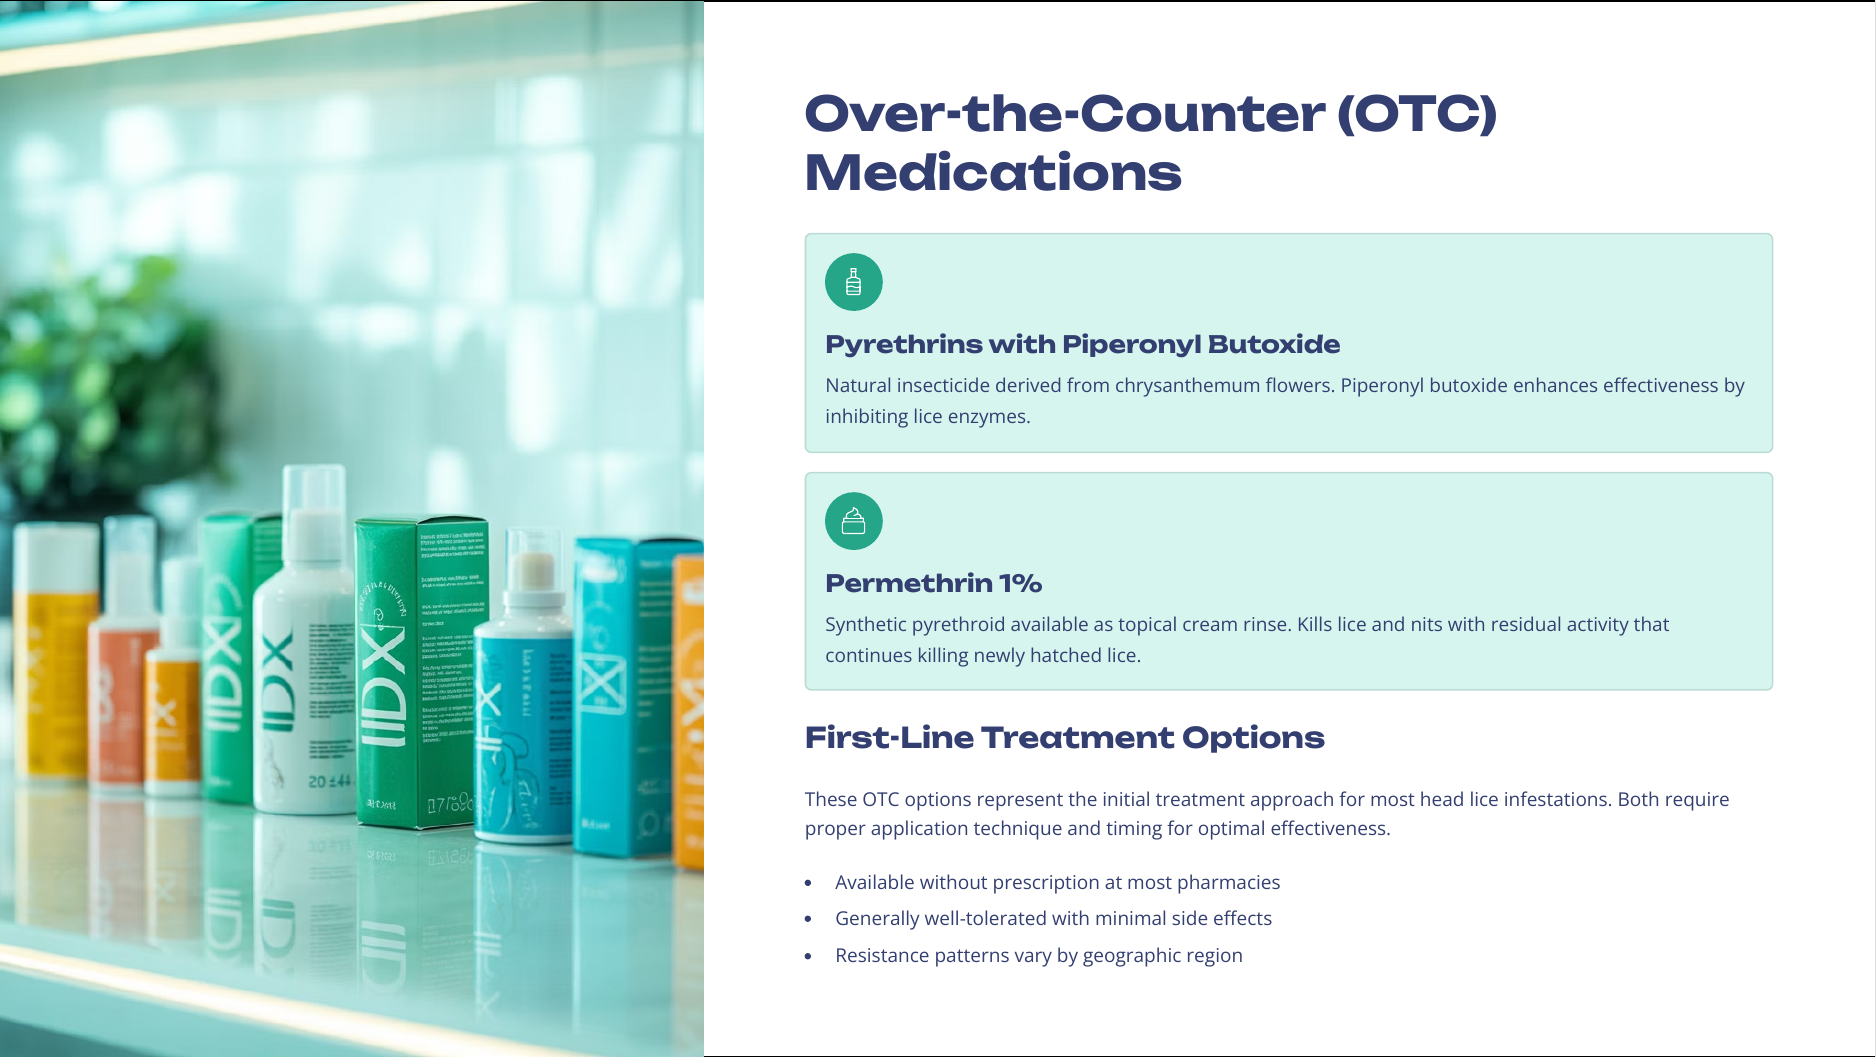 Over-the-Counter (OTC)
Medications
Pyrethrins with Piperonyl Butoxide
Natural insecticide derived from chrysanthemum flowers. Piperonyl butoxide enhances effectiveness by
inhibiting lice enzymes.
Permethrin 1%
Synthetic pyrethroid available as topical cream rinse. Kills lice and nits with residual activity that
continues killing newly hatched lice.
First-Line Treatment Options
These OTC options represent the initial treatment approach for most head lice infestations. Both require
proper application technique and timing for optimal effectiveness.
• Available without prescription at most pharmacies
• Generally well-tolerated with minimal side effects
• Resistance patterns vary by geographic region
IIDX